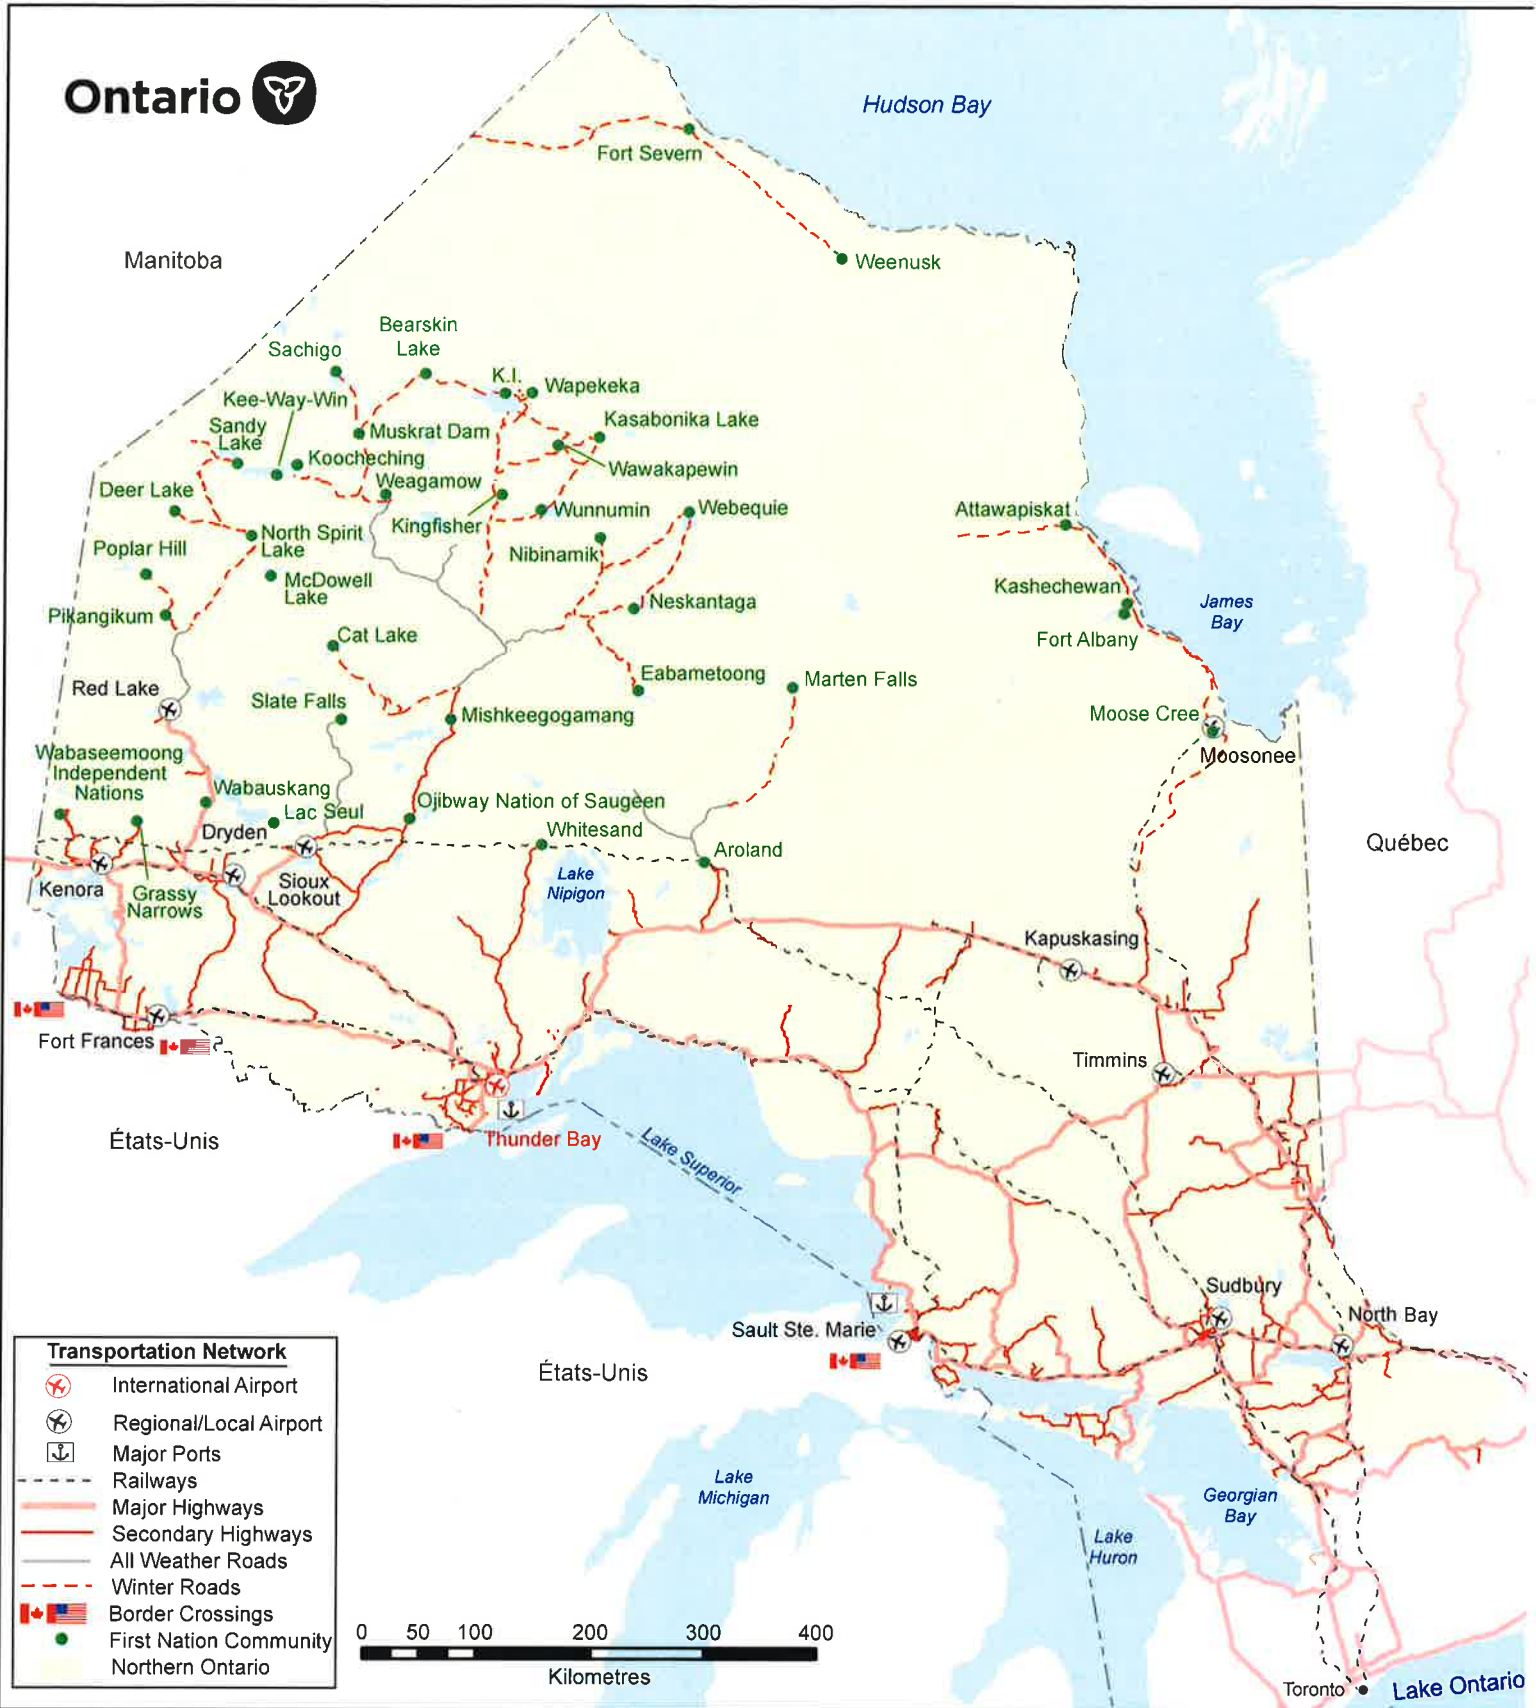 Ontario
Hudson Bay
Fort Severn
Manitoba
Weenusk
Bearskin
Lake
Sachigo
K.I.
Wapekeka
Kee-Way-Win
Sandy
Lake
Muskrat Dam
Kasabonika Lake
Koocheching
Wawakapewin
Weagamow
Deer Lake
Kingfisher
Wunnumin
Webequie
Attawapiskat
North Spirit
Lake
Poplar Hill
Nibinamik
McDowell
Lake
Kashechewan
James
Bay
Pikangikum
Neskantaga
Cat Lake
Fort Albany
Eabametoong
Marten Falls
Red Lake
Slate Falls
Mishkeegogamang
Moose Cree
Moosonee
Wabaseemoong
Independent
Nations
Wabauskang
Lac Seul
Ojibway Nation of Saugeen
Dryden
Whitesand
Aroland
Québec
Kenora
Grassy
Narrows
Sioux
Lookout
Lake
Nipigon
Kapuskasing
Fort Frances
Timmins
États-Unis
Thunder Bay
Lake Superior
Sudbury
North Bay
Sault Ste. Marie
États-Unis
Transportation Network
International Airport
Regional/Local Airport
Major Ports
Railways
Major Highways
Secondary Highways
All Weather Roads
Winter Roads
Border Crossings
First Nation Community
Northern Ontario
Lake
Michigan
Georgian
Bay
Lake
Huron
0 50 100 200 300 400
Kilometres
Toronto
Lake Ontario